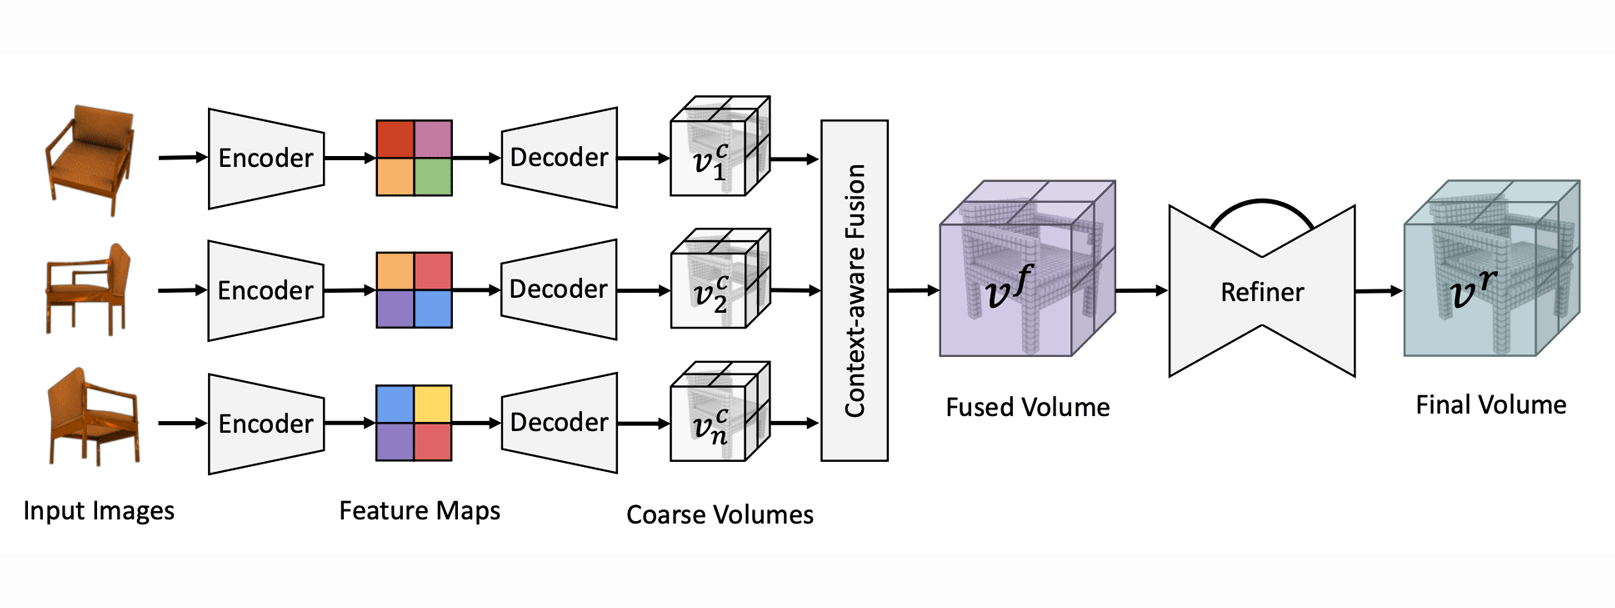 Encoder
Decoder
v_1^c
Encoder
Decoder
v_2^c
Encoder
Decoder
v_n^c
Context-aware Fusion
v^f
Refiner
v^r
Input Images
Feature Maps
Coarse Volumes
Fused Volume
Final Volume